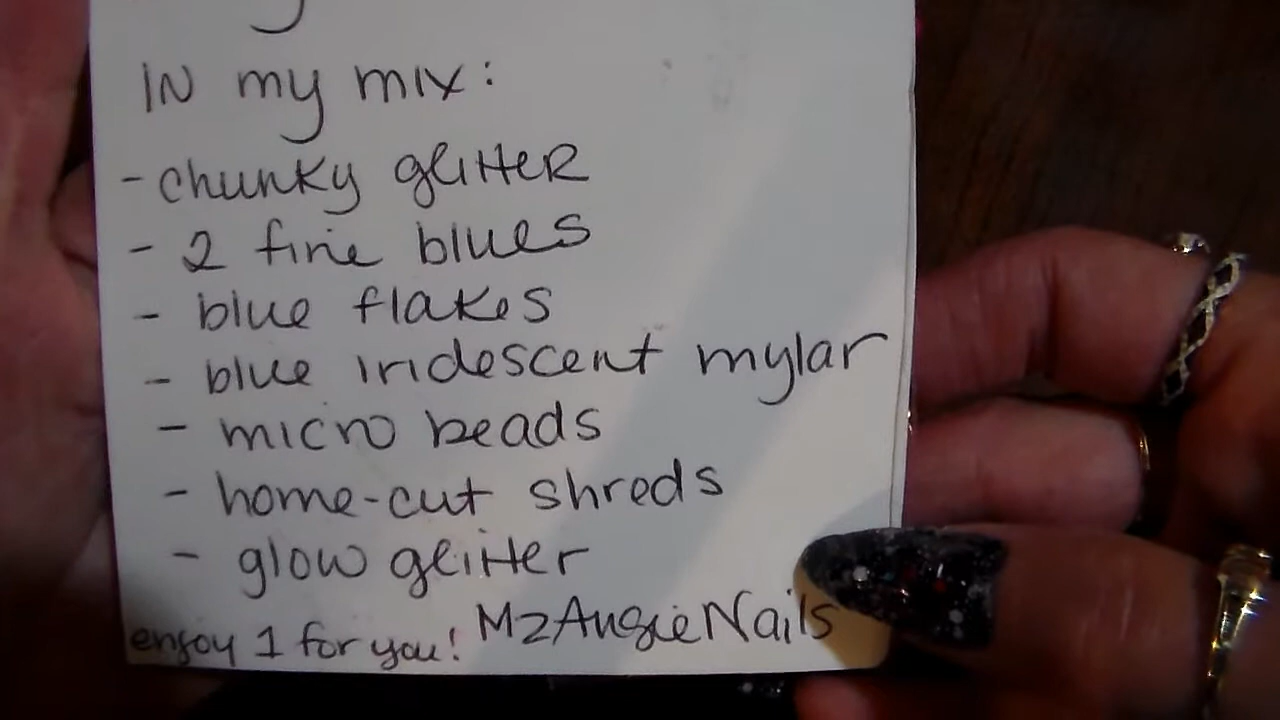 IN my mix:
- chunky glitter
- 2 fine blues
- blue flakes
- blue iridescent mylar
- micro beads
- home-cut shreds
- glow glitter
enjoy 1 for you! MzAngieNails